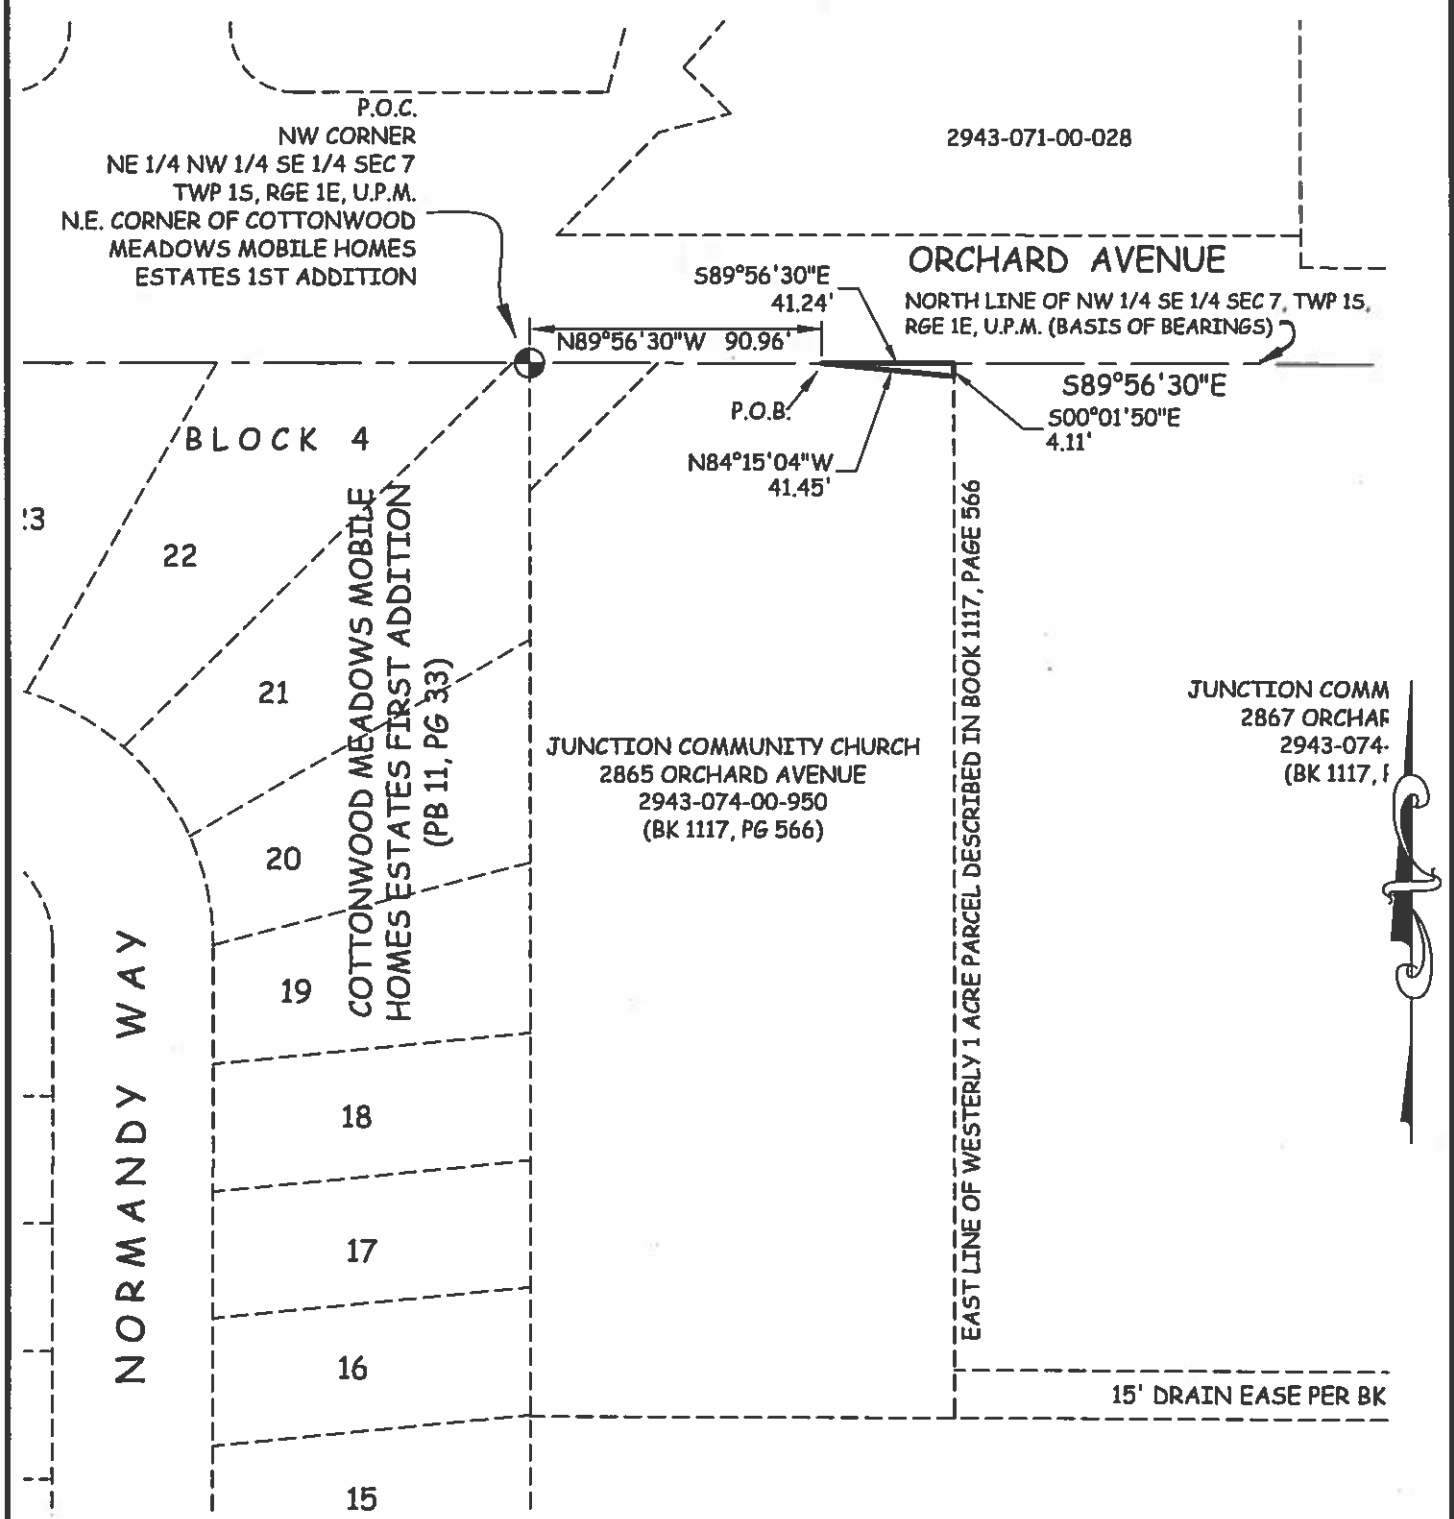 P.O.C.
NW CORNER
NE 1/4 NW 1/4 SE 1/4 SEC 7
TWP 1S, RGE 1E, U.P.M.
N.E. CORNER OF COTTONWOOD
MEADOWS MOBILE HOMES
ESTATES 1ST ADDITION
2943-071-00-028
ORCHARD AVENUE
S89°56'30"E
41.24'
NORTH LINE OF NW 1/4 SE 1/4 SEC 7, TWP 1S,
RGE 1E, U.P.M. (BASIS OF BEARINGS)
N89°56'30"W 90.96'
S89°56'30"E
P.O.B.
S00°01'50"E
4.11'
N84°15'04"W
41.45'
BLOCK 4
22
21
20
19
18
17
16
15
COTTONWOOD MEADOWS MOBILE
HOMES ESTATES FIRST ADDITION
(PB 11, PG 33)
NORMANDY WAY
JUNCTION COMMUNITY CHURCH
2865 ORCHARD AVENUE
2943-074-00-950
(BK 1117, PG 566)
EAST LINE OF WESTERLY 1 ACRE PARCEL DESCRIBED IN BOOK 1117, PAGE 566
JUNCTION COMM
2867 ORCHAR
2943-074-
(BK 1117,
15' DRAIN EASE PER BK